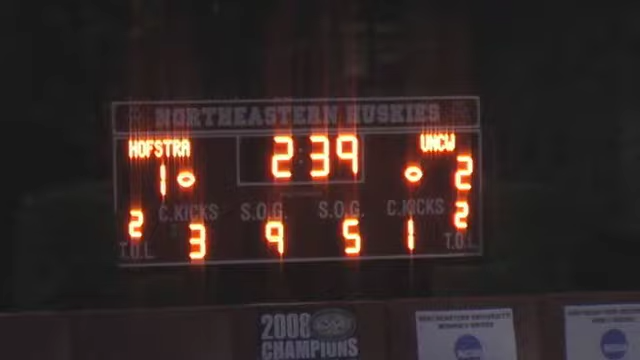 NORTHEASTERN HUSKIES
HOFSTRA 2:39 UNCW
1 0 0 2
2 C.KICKS S.O.G. S.O.G. C.KICKS 2
T.O.L. 3 9 5 1 T.O.L.
2008
CHAMPIONS